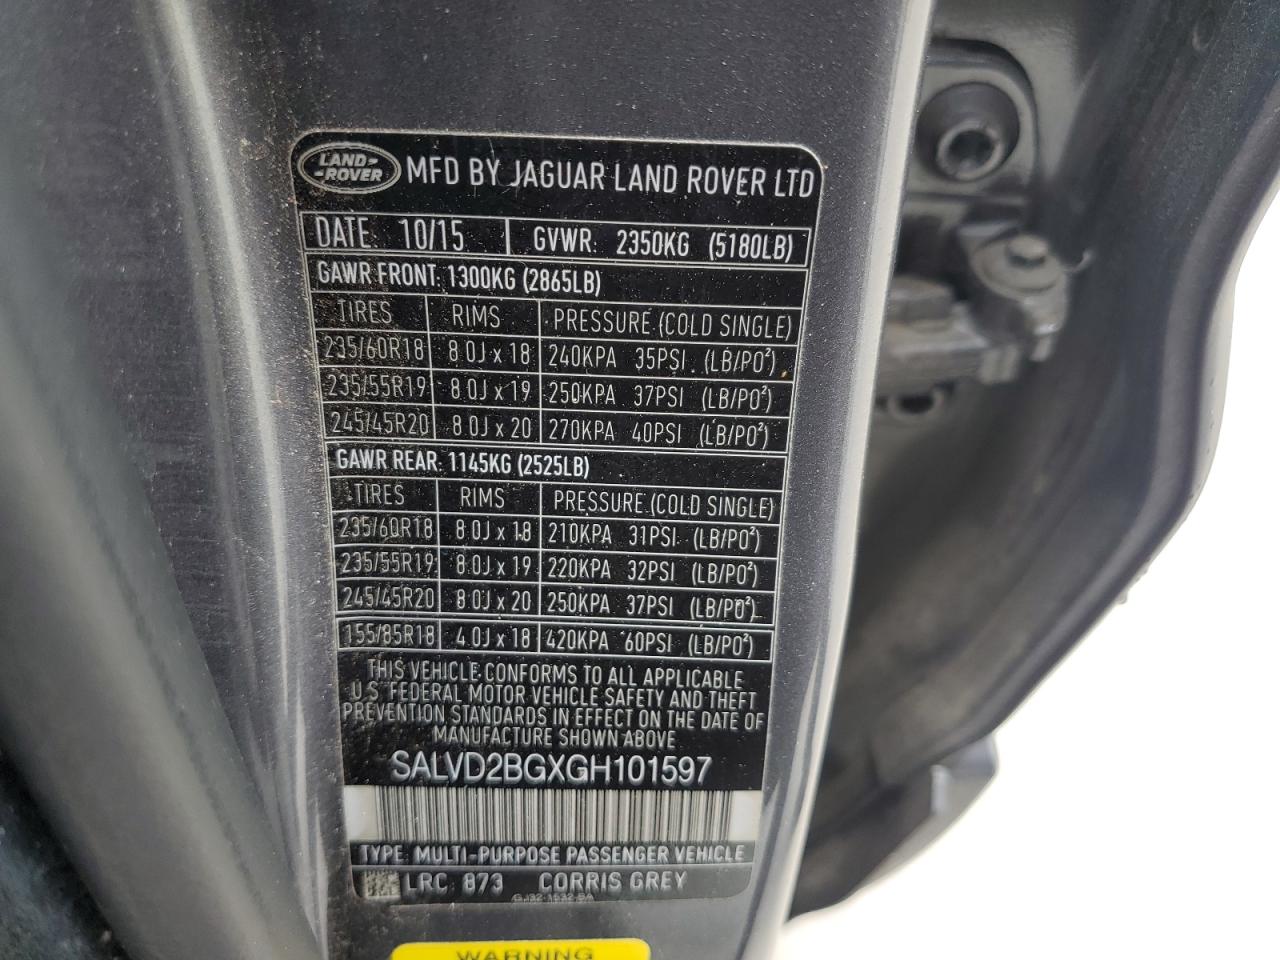 LAND-
-ROVER
MFD BY JAGUAR LAND ROVER LTD
DATE: 10/15 GVWR: 2350KG (5180LB)
GAWR FRONT: 1300KG (2865LB)
TIRES RIMS PRESSURE (COLD SINGLE)
235/60R18 8.0J x 18 240KPA 35PSI (LB/PO²)
235/55R19 8.0J x 19 250KPA 37PSI (LB/PO²)
245/45R20 8.0J x 20 270KPA 40PSI (LB/PO²)
GAWR REAR: 1145KG (2525LB)
TIRES RIMS PRESSURE (COLD SINGLE)
235/60R18 8.0J x 18 210KPA 31PSI (LB/PO²)
235/55R19 8.0J x 19 220KPA 32PSI (LB/PO²)
245/45R20 8.0J x 20 250KPA 37PSI (LB/PO²)
155/85R18 4.0J x 18 420KPA 60PSI (LB/PO²)
THIS VEHICLE CONFORMS TO ALL APPLICABLE
U.S FEDERAL MOTOR VEHICLE SAFETY AND THEFT
PREVENTION STANDARDS IN EFFECT ON THE DATE OF
MANUFACTURE SHOWN ABOVE
SALVD2BGXGH101597
TYPE: MULTI-PURPOSE PASSENGER VEHICLE
LRC 873 CORRIS GREY
GJ32-1532-BA
WARNING